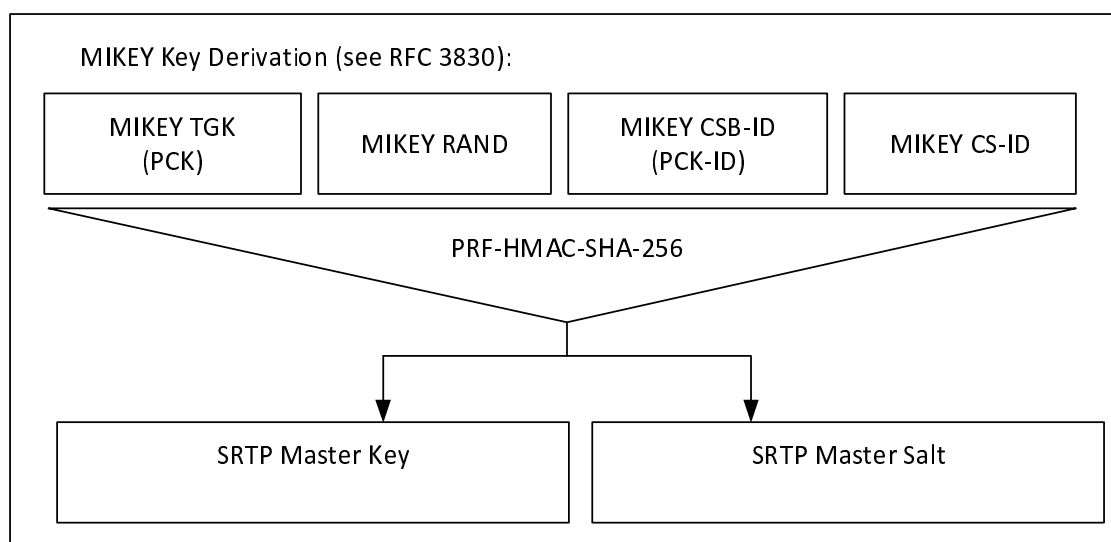 MIKEY Key Derivation (see RFC 3830):
MIKEY TGK
(PCK)
MIKEY RAND
MIKEY CSB-ID
(PCK-ID)
MIKEY CS-ID
PRF-HMAC-SHA-256
SRTP Master Key
SRTP Master Salt